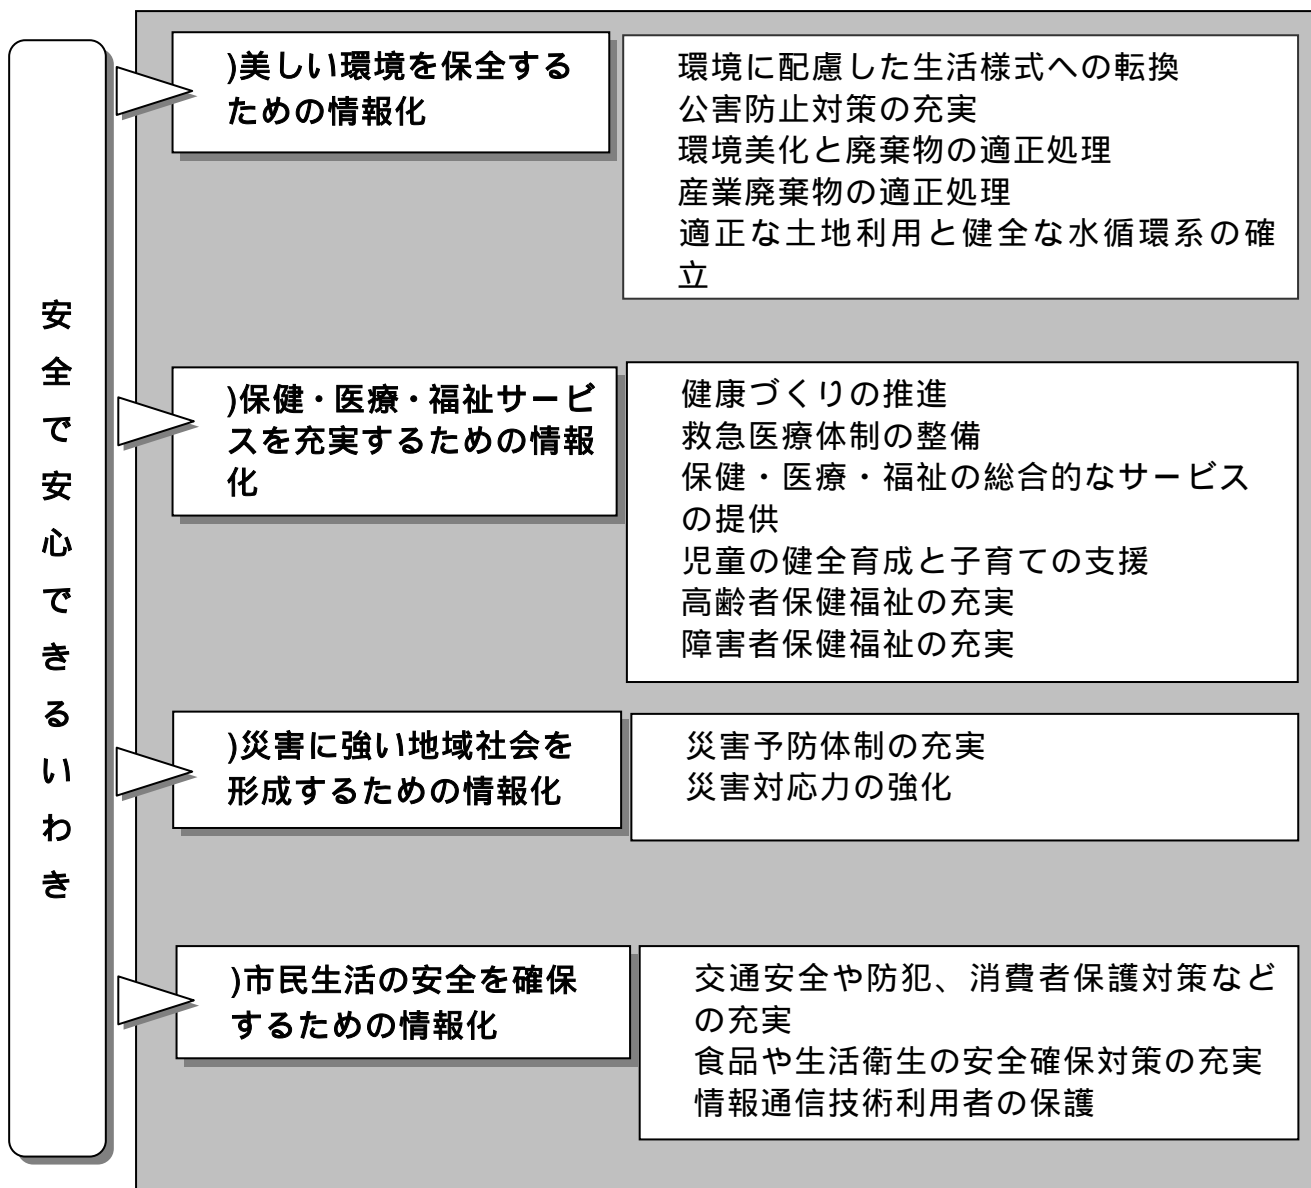 安全で安心できるいわき
)美しい環境を保全する
ための情報化
環境に配慮した生活様式への転換
公害防止対策の充実
環境美化と廃棄物の適正処理
産業廃棄物の適正処理
適正な土地利用と健全な水循環系の確
立
)保健・医療・福祉サービ
スを充実するための情報
化
健康づくりの推進
救急医療体制の整備
保健・医療・福祉の総合的なサービス
の提供
児童の健全育成と子育ての支援
高齢者保健福祉の充実
障害者保健福祉の充実
)災害に強い地域社会を
形成するための情報化
災害予防体制の充実
災害対応力の強化
)市民生活の安全を確保
するための情報化
交通安全や防犯、消費者保護対策など
の充実
食品や生活衛生の安全確保対策の充実
情報通信技術利用者の保護